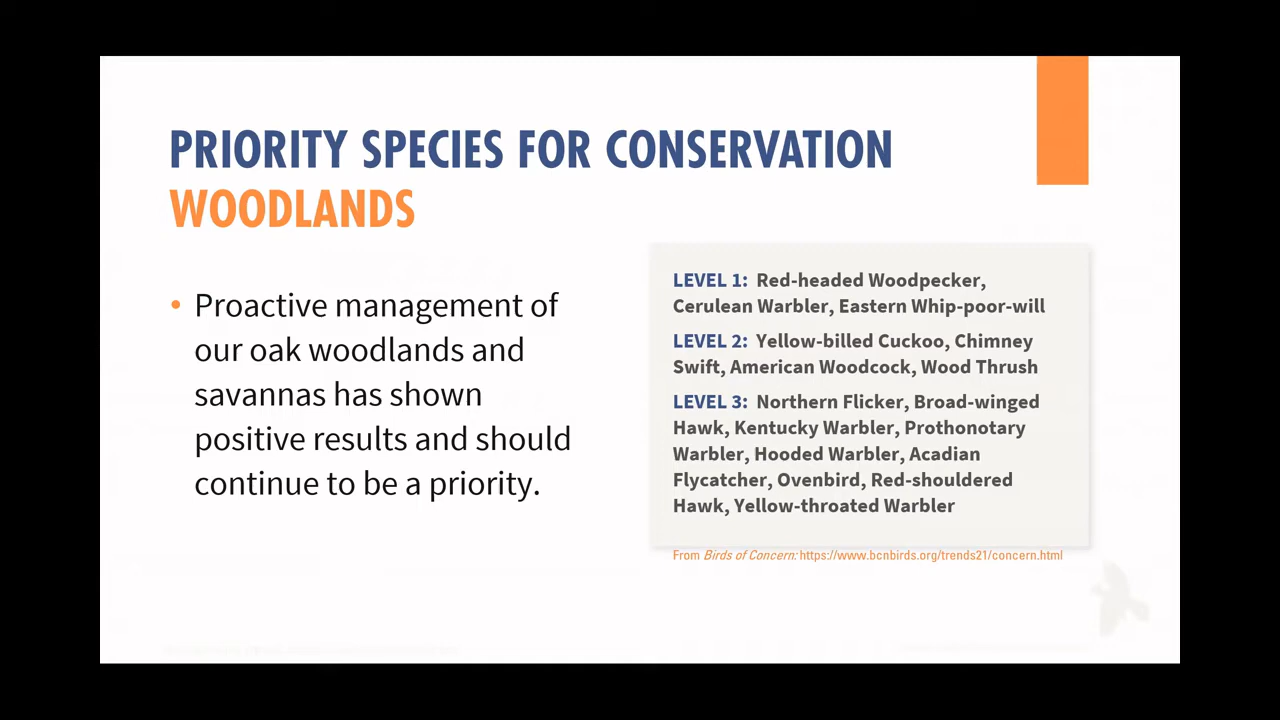 PRIORITY SPECIES FOR CONSERVATION
WOODLANDS
• Proactive management of
our oak woodlands and
savannas has shown
positive results and should
continue to be a priority.
LEVEL 1: Red-headed Woodpecker,
Cerulean Warbler, Eastern Whip-poor-will
LEVEL 2: Yellow-billed Cuckoo, Chimney
Swift, American Woodcock, Wood Thrush
LEVEL 3: Northern Flicker, Broad-winged
Hawk, Kentucky Warbler, Prothonotary
Warbler, Hooded Warbler, Acadian
Flycatcher, Ovenbird, Red-shouldered
Hawk, Yellow-throated Warbler
From Birds of Concern: https://www.bcnbirds.org/trends21/concern.html